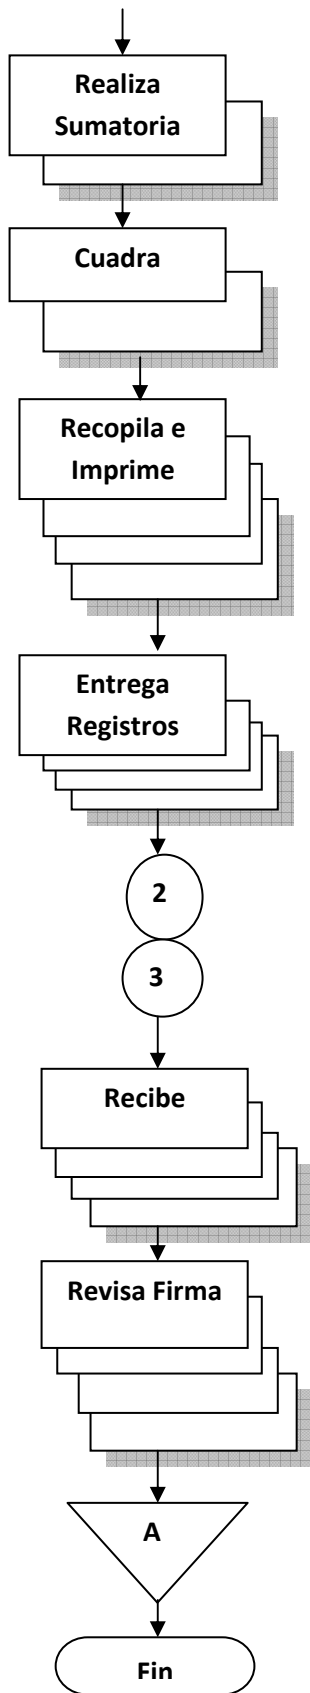 Realiza
Sumatoria
Cuadra
Recopila e
Imprime
Entrega
Registros
2
3
Recibe
Revisa Firma
A
Fin